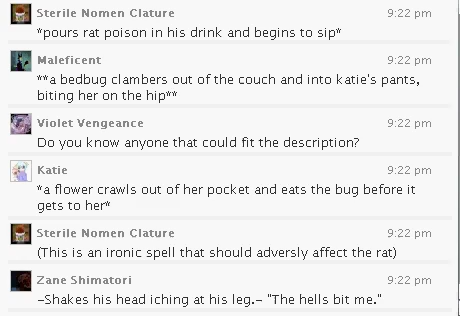 Sterile Nomen Clature 9:22 pm
*pours rat poison in his drink and begins to sip*
Maleficent 9:22 pm
**a bedbug clambers out of the couch and into katie's pants,
biting her on the hip**
Violet Vengeance 9:22 pm
Do you know anyone that could fit the description?
Katie 9:22 pm
*a flower crawls out of her pocket and eats the bug before it
gets to her*
Sterile Nomen Clature 9:22 pm
(This is an ironic spell that should adversly affect the rat)
Zane Shimatori 9:22 pm
–Shakes his head iching at his leg.– "The hells bit me."